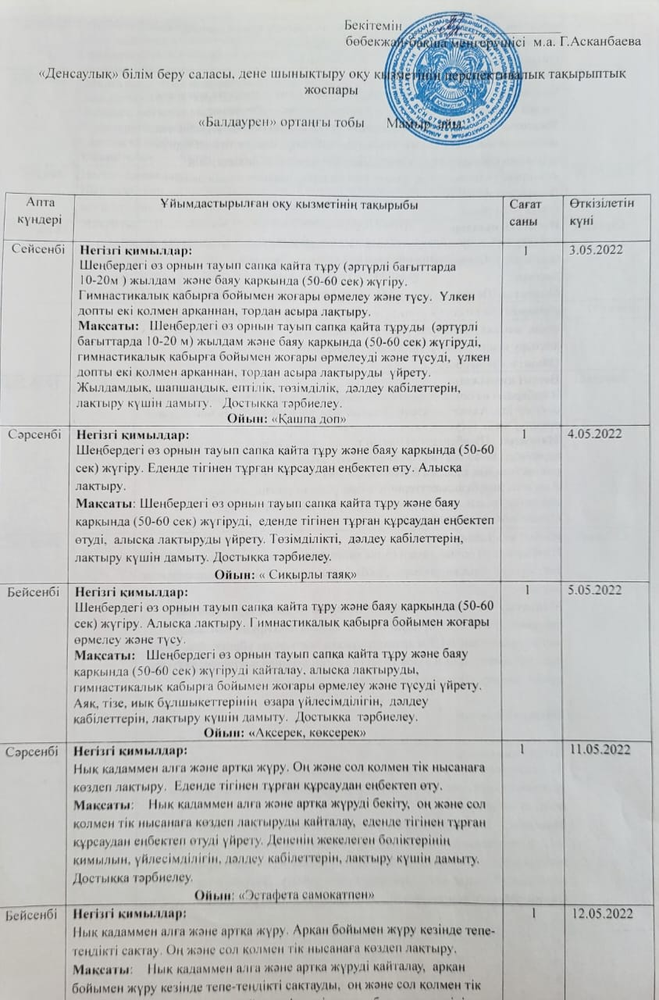 Бекітемін
бөбекжай-бақша меңгерушісі м.а. Г.Асканбаева
«Денсаулық» білім беру саласы, дене шынықтыру оқу қызметінің перспективалық тақырыптық
жоспары
«Балдаурен» ортаңғы тобы Мамыр айы
Апта күндері
Ұйымдастырылған оқу қызметінің тақырыбы
Сағат саны
Өткізілетін күні
Сейсенбі
Негізгі қимылдар:
Шеңбердегі өз орнын тауып сапқа қайта тұру (әртүрлі бағыттарда
10-20м ) жылдам және баяу қарқында (50-60 сек) жүгіру.
Гимнастикалық қабырға бойымен жоғары өрмелеу және түсу. Үлкен
допты екі қолмен арқаннан, тордан асыра лақтыру.
Мақсаты: Шеңбердегі өз орнын тауып сапқа қайта тұруды (әртүрлі
бағыттарда 10-20 м) жылдам және баяу қарқында (50-60 сек) жүгіруді,
гимнастикалық қабырға бойымен жоғары өрмелеуді және түсуді, үлкен
допты екі қолмен арқаннан, тордан асыра лақтыруды үйрету.
Жылдамдық, шапшаңдық, ептілік, төзімділік, дәлдеу қабілеттерін,
лақтыру күшін дамыту. Достыққа тәрбиелеу.
Ойын: «Қашпа доп»
1
3.05.2022
Сәрсенбі
Негізгі қимылдар:
Шеңбердегі өз орнын тауып сапқа қайта тұру және баяу қарқында (50-60
сек) жүгіру. Еденде тігінен тұрған құрсаудан еңбектеп өту. Алысқа
лақтыру.
Мақсаты: Шеңбердегі өз орнын тауып сапқа қайта тұру және баяу
қарқында (50-60 сек) жүгіруді, еденде тігінен тұрған құрсаудан еңбектеп
өтуді, алысқа лақтыруды үйрету. Төзімділікті, дәлдеу қабілеттерін,
лақтыру күшін дамыту. Достыққа тәрбиелеу.
Ойын: « Сиқырлы таяқ»
1
4.05.2022
Бейсенбі
Негізгі қимылдар:
Шеңбердегі өз орнын тауып сапқа қайта тұру және баяу қарқында (50-60
сек) жүгіру. Алысқа лақтыру. Гимнастикалық қабырға бойымен жоғары
өрмелеу және түсу.
Мақсаты: Шеңбердегі өз орнын тауып сапқа қайта тұру және баяу
қарқында (50-60 сек) жүгіруді қайталау, алысқа лақтыруды,
гимнастикалық қабырға бойымен жоғары өрмелеу және түсуді үйрету.
Аяқ, тізе, иық бұлшықеттерінің өзара үйлесімділігін, дәлдеу
қабілеттерін, лақтыру күшін дамыту. Достыққа тәрбиелеу.
Ойын: «Ақсерек, көксерек»
1
5.05.2022
Сәрсенбі
Негізгі қимылдар:
Нық қадаммен алға және артқа жүру. Оң және сол қолмен тік нысанаға
көздеп лақтыру. Еденде тігінен тұрған құрсаудан еңбектеп өту.
Мақсаты: Нық қадаммен алға және артқа жүруді бекіту, оң және сол
қолмен тік нысанаға көздеп лақтыруды қайталау, еденде тігінен тұрған
құрсаудан еңбектеп өтуді үйрету. Дененің жекелеген бөліктерінің
қимылын, үйлесімділігін, дәлдеу қабілеттерін, лақтыру күшін дамыту.
Достыққа тәрбиелеу.
Ойын: «Эстафета самокатпен»
1
11.05.2022
Бейсенбі
Негізгі қимылдар:
Нық қадаммен алға және артқа жүру. Арқан бойымен жүру кезінде тепе-
теңдікті сақтау. Оң және сол қолмен тік нысанаға көздеп лақтыру.
Мақсаты: Нық қадаммен алға және артқа жүруді қайталау, арқан
бойымен жүру кезінде тепе-теңдікті сақтауды, оң және сол қолмен тік
1
12.05.2022